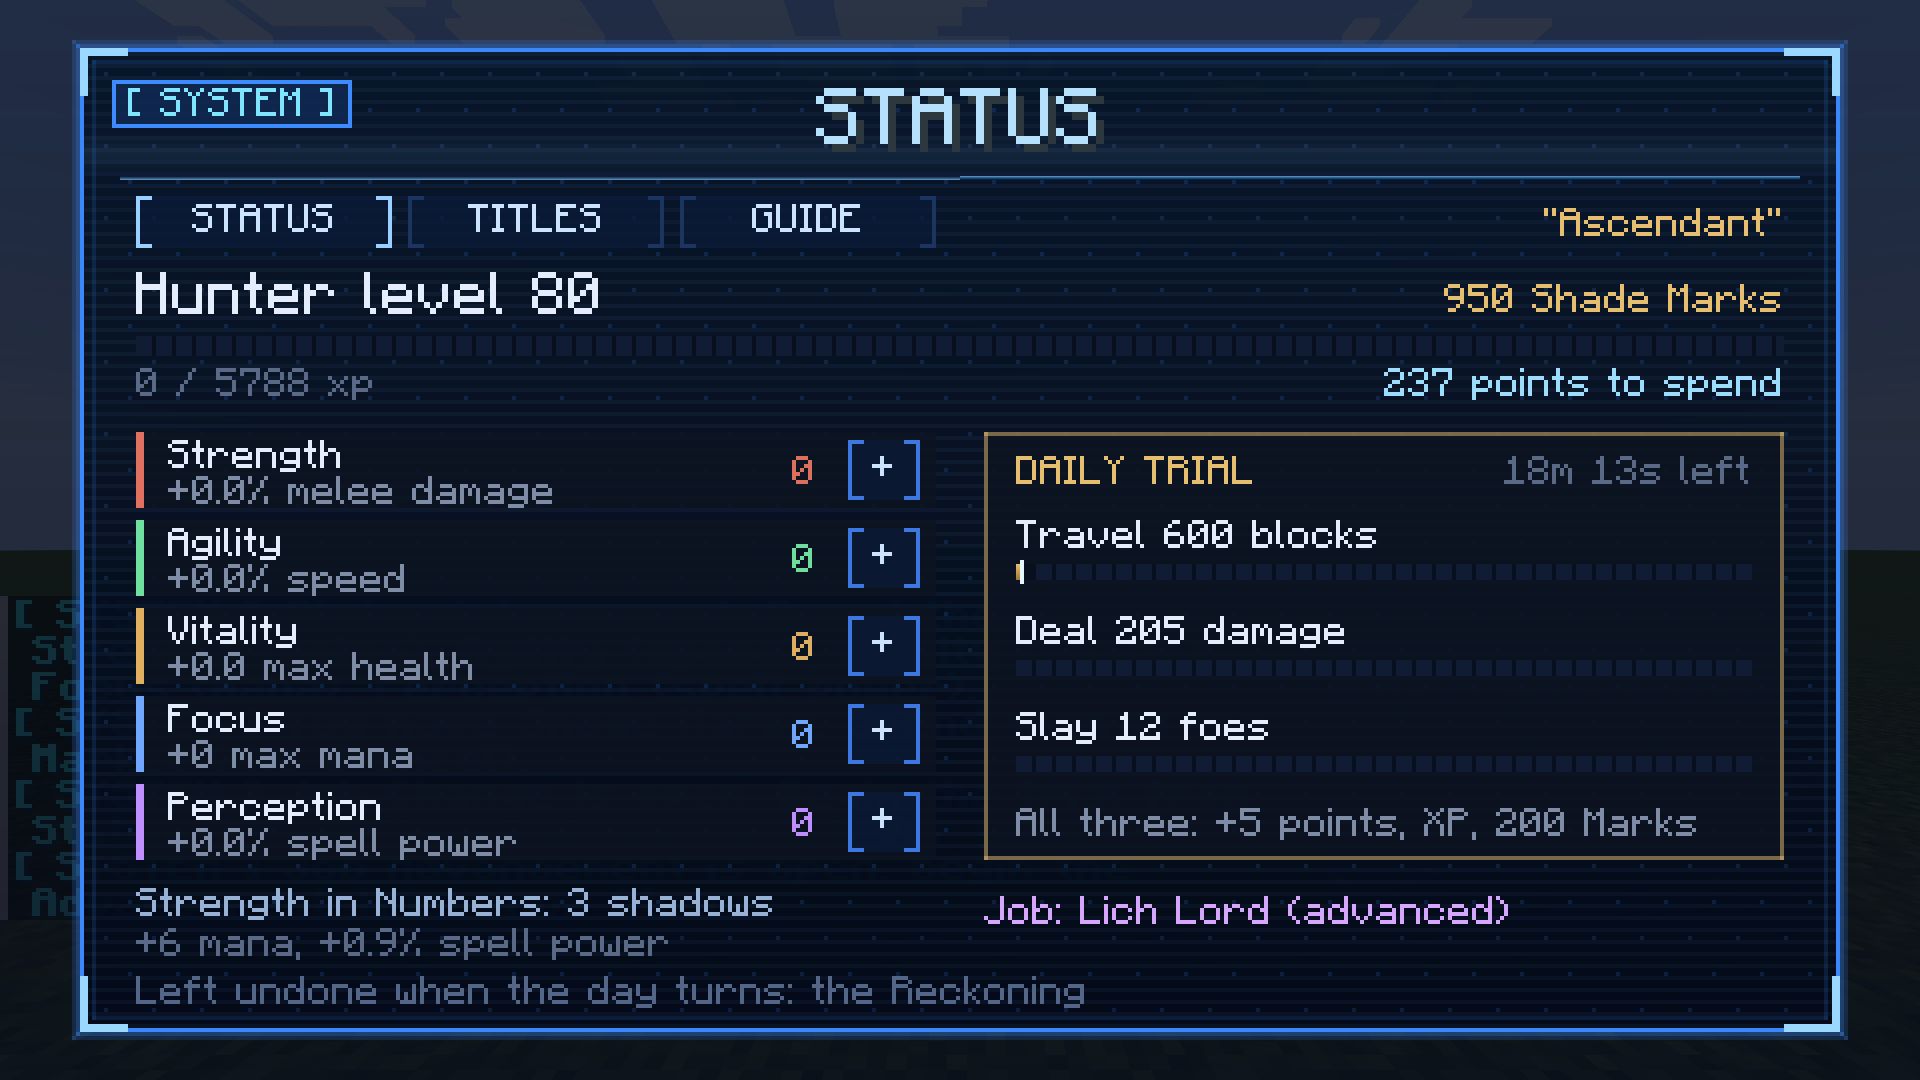 [ SYSTEM ]
STATUS
[ STATUS ] [ TITLES ] [ GUIDE ]
"Ascendant"
Hunter level 80
950 Shade Marks
0 / 5788 xp
237 points to spend
Strength
+0.0% melee damage
0 [ + ]
Agility
+0.0% speed
0 [ + ]
Vitality
+0.0 max health
0 [ + ]
Focus
+0 max mana
0 [ + ]
Perception
+0.0% spell power
0 [ + ]
DAILY TRIAL
18m 13s left
Travel 600 blocks
Deal 205 damage
Slay 12 foes
All three: +5 points, XP, 200 Marks
Strength in Numbers: 3 shadows
+6 mana, +0.9% spell power
Job: Lich Lord (advanced)
Left undone when the day turns: the Reckoning